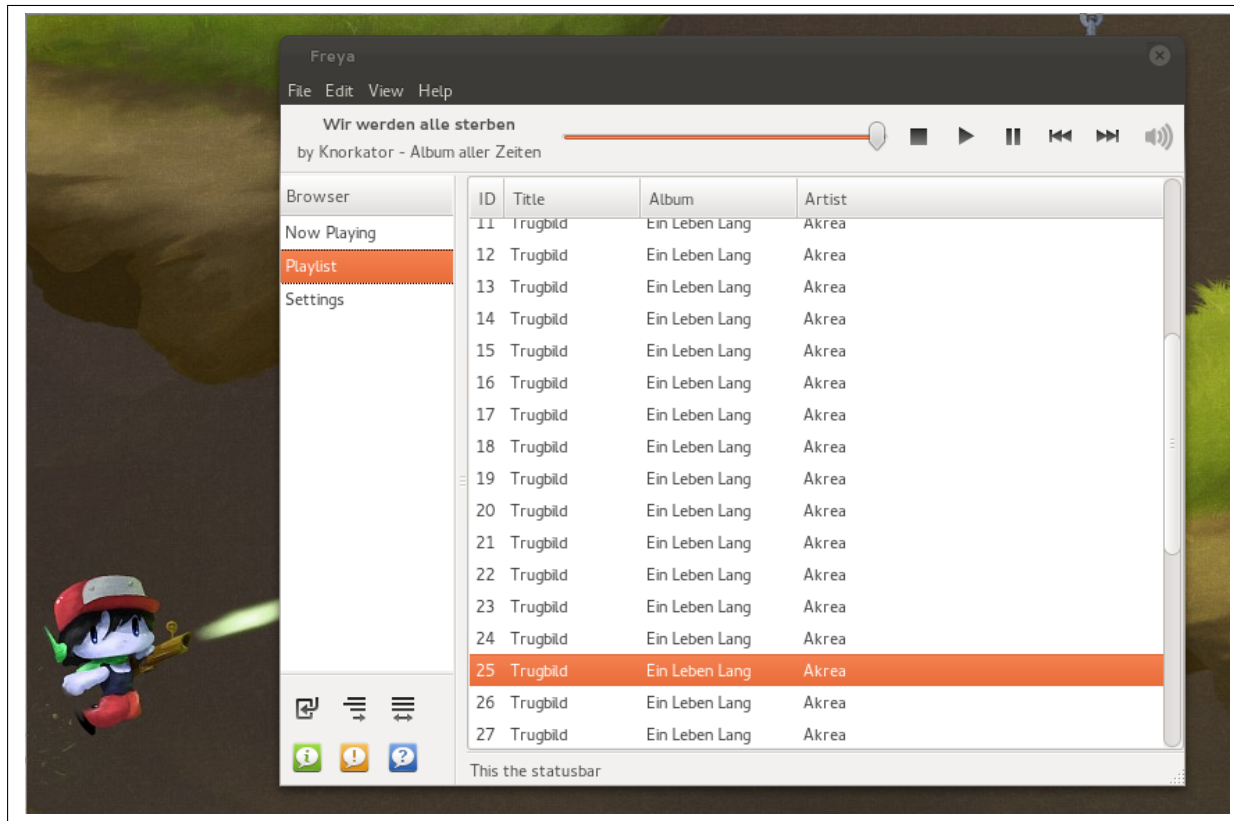 Freya
File Edit View Help
Wir werden alle sterben
by Knorkator - Album aller Zeiten
Browser
Now Playing
Playlist
Settings
ID Title Album Artist
11 Trugbild Ein Leben Lang Akrea
12 Trugbild Ein Leben Lang Akrea
13 Trugbild Ein Leben Lang Akrea
14 Trugbild Ein Leben Lang Akrea
15 Trugbild Ein Leben Lang Akrea
16 Trugbild Ein Leben Lang Akrea
17 Trugbild Ein Leben Lang Akrea
18 Trugbild Ein Leben Lang Akrea
19 Trugbild Ein Leben Lang Akrea
20 Trugbild Ein Leben Lang Akrea
21 Trugbild Ein Leben Lang Akrea
22 Trugbild Ein Leben Lang Akrea
23 Trugbild Ein Leben Lang Akrea
24 Trugbild Ein Leben Lang Akrea
25 Trugbild Ein Leben Lang Akrea
26 Trugbild Ein Leben Lang Akrea
27 Trugbild Ein Leben Lang Akrea
This the statusbar